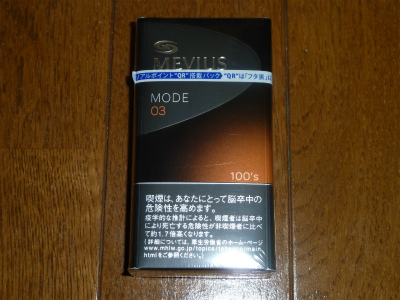 MEVIUS
アルポイント"QR"搭載パック "QR"は「フタ裏」に
MODE
03
100's
喫煙は、あなたにとって脳卒中の
危険性を高めます。
疫学的な推計によると、喫煙者は脳卒中
により死亡する危険性が非喫煙者に比べ
て約1.7倍高くなります。
(詳細については、厚生労働省のホーム・ページ
www.mhlw.go.jp/topics/tobacco/main.
htmlをご参照ください。)